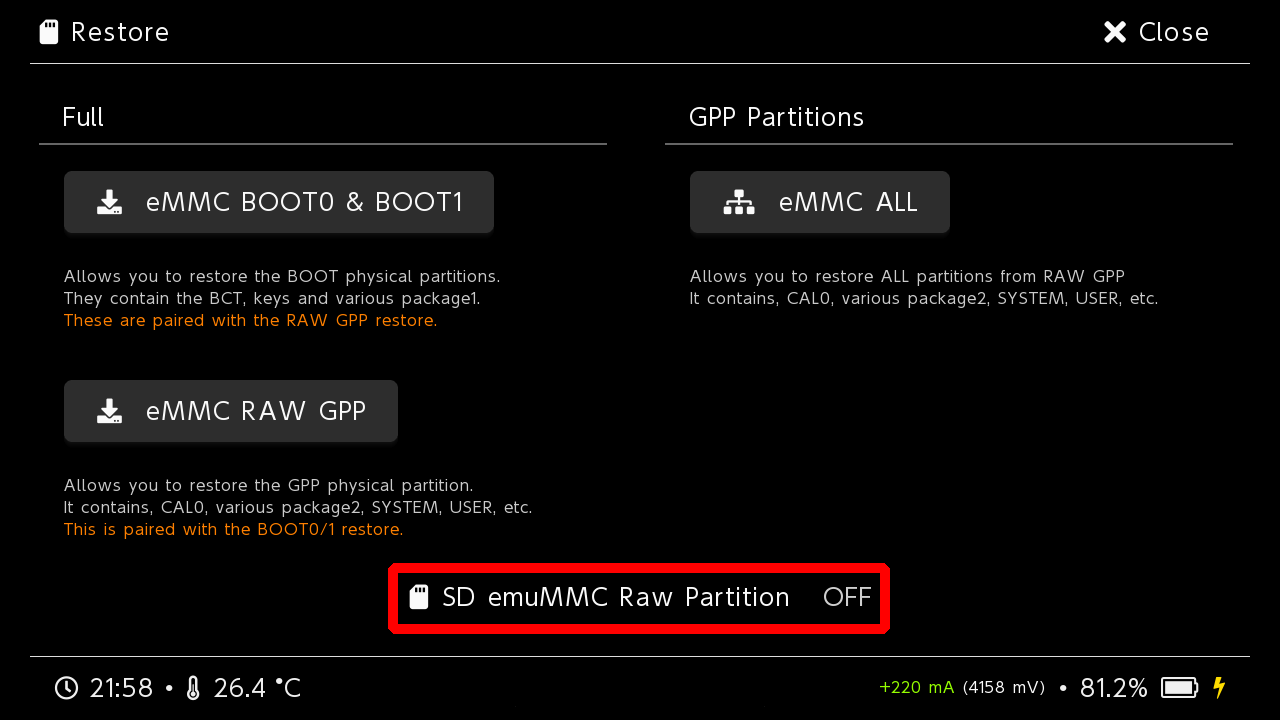 Restore
Close
Full
eMMC BOOT0 & BOOT1
Allows you to restore the BOOT physical partitions.
They contain the BCT, keys and various package1.
These are paired with the RAW GPP restore.
eMMC RAW GPP
Allows you to restore the GPP physical partition.
It contains, CAL0, various package2, SYSTEM, USER, etc.
This is paired with the BOOT0/1 restore.
GPP Partitions
eMMC ALL
Allows you to restore ALL partitions from RAW GPP
It contains, CAL0, various package2, SYSTEM, USER, etc.
SD emuMMC Raw Partition OFF
21:58 • 26.4 °C
+220 mA (4158 mV) • 81.2%